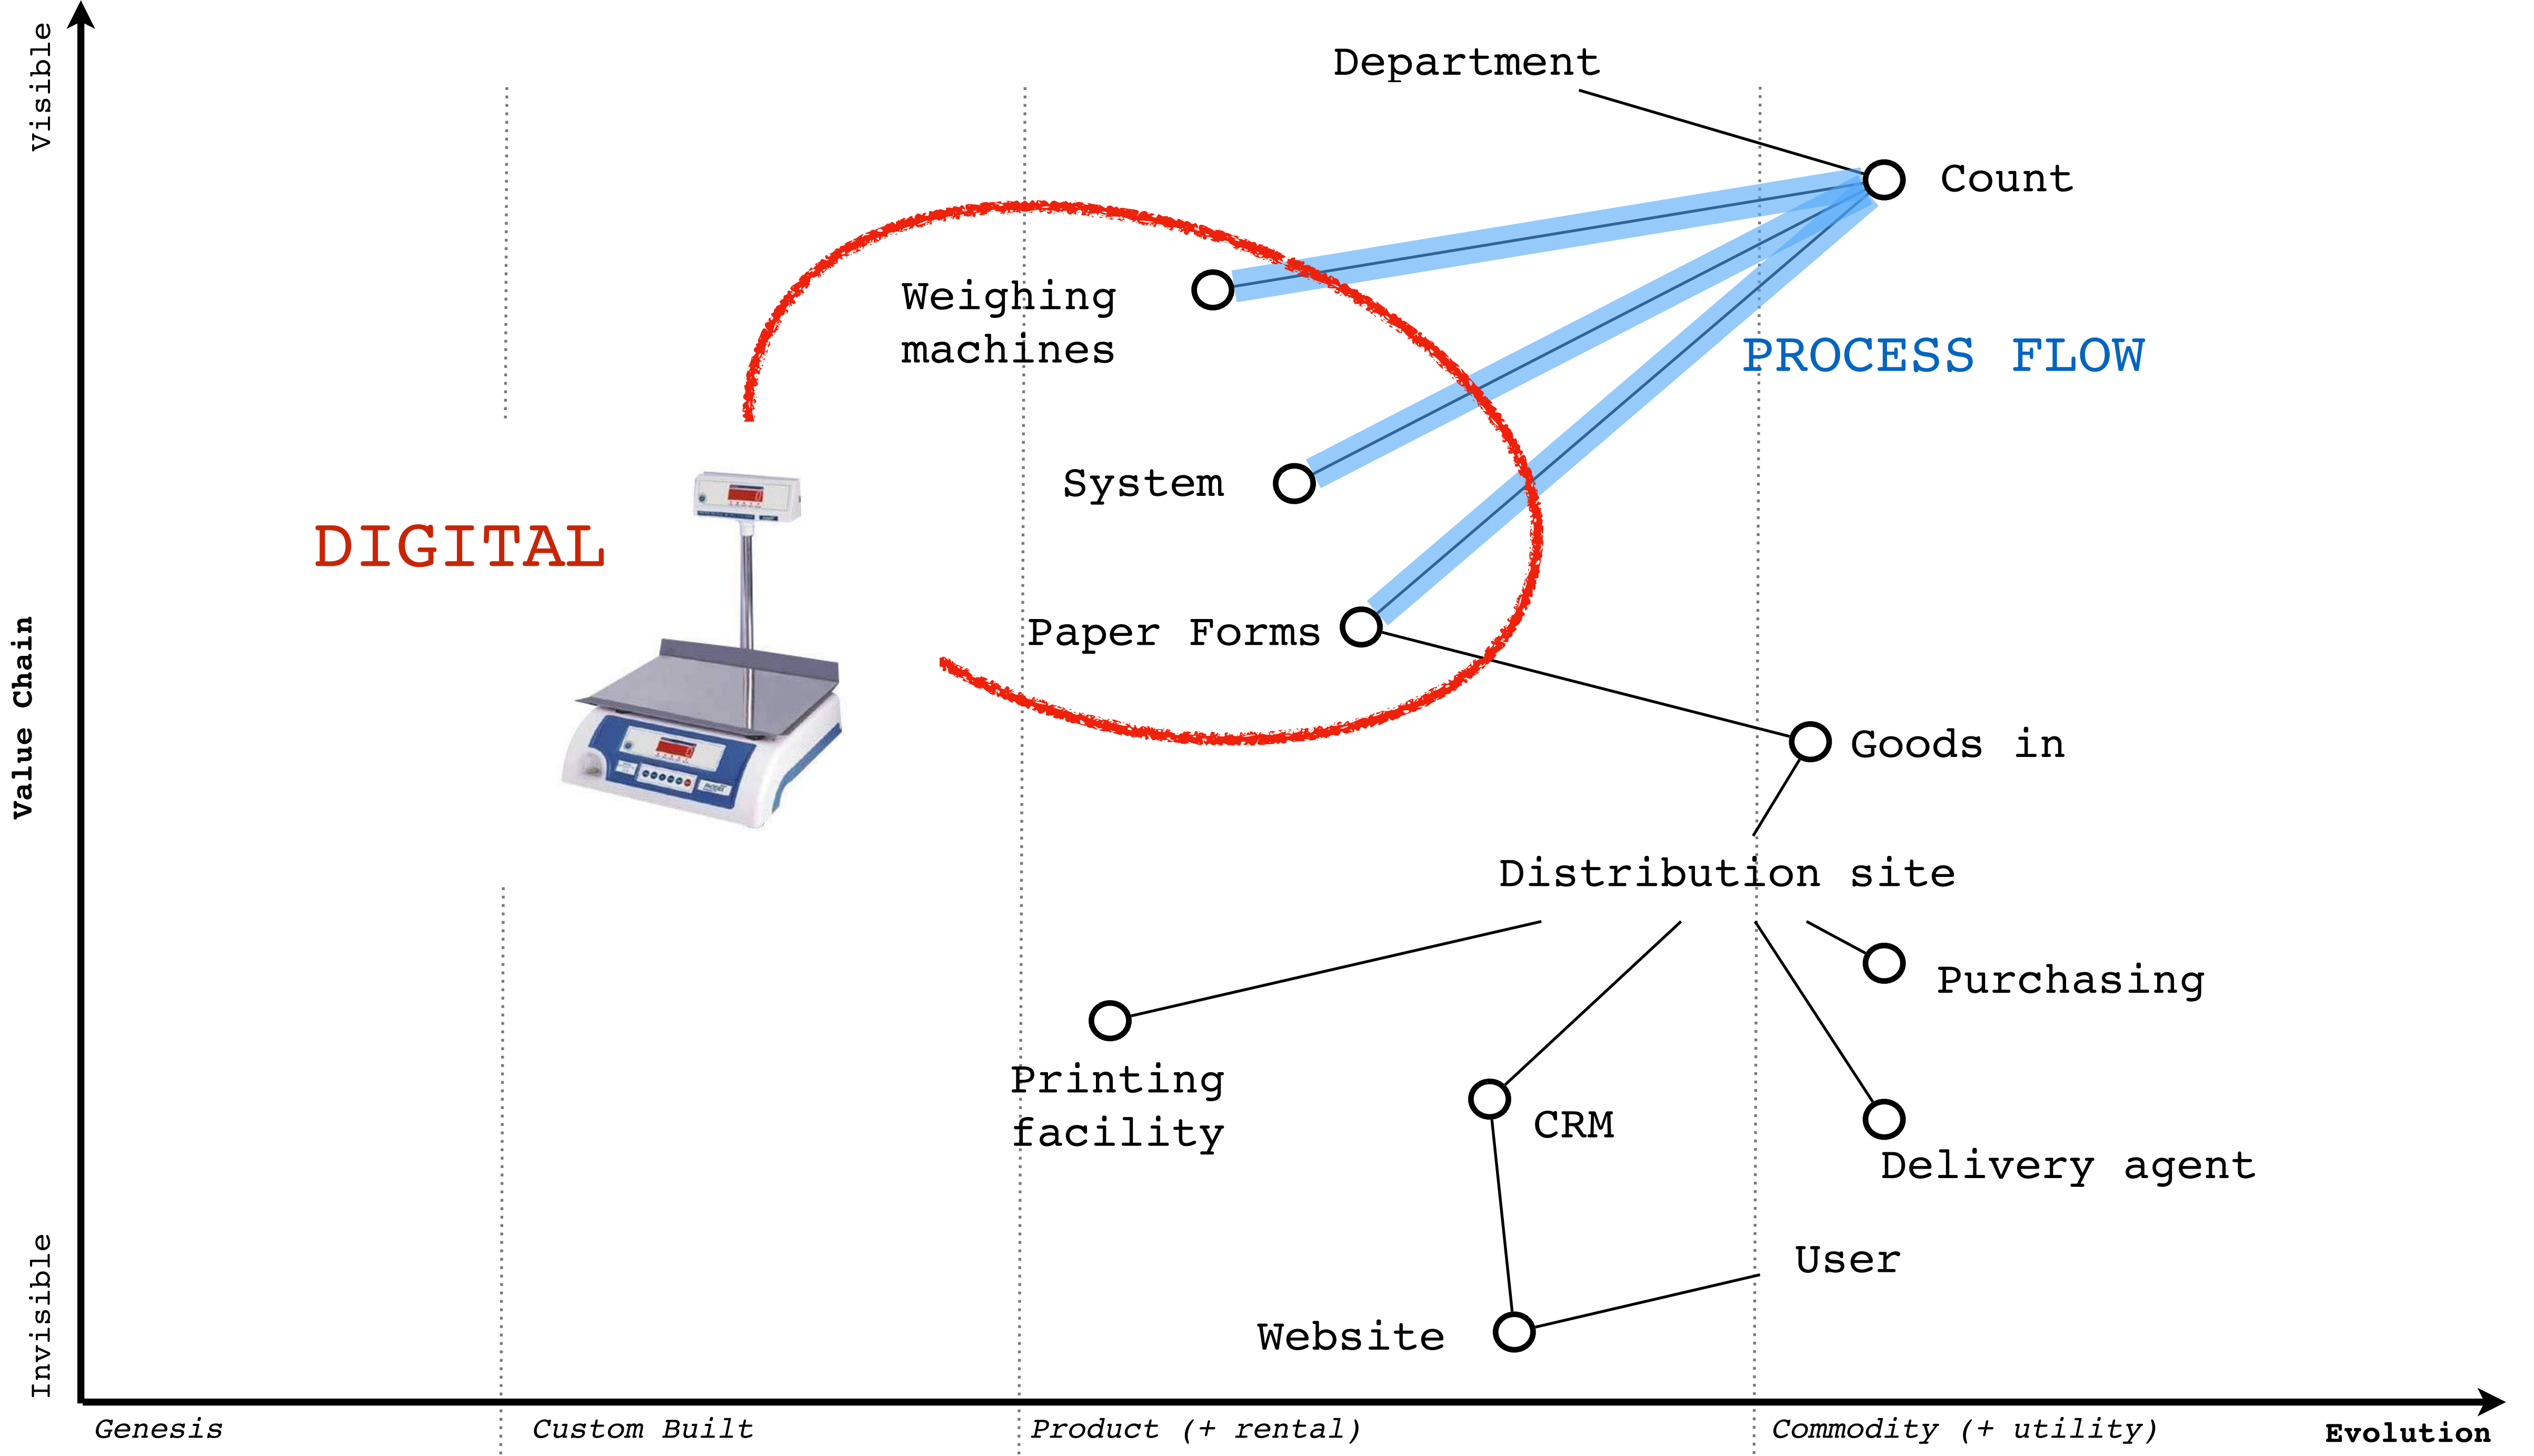 Visible
Department
Count
Weighing
machines
PROCESS FLOW
System
DIGITAL
Paper Forms
Value Chain
Goods in
Distribution site
Purchasing
Printing
facility
CRM
Delivery agent
User
Website
Invisible
Genesis
Custom Built
Product (+ rental)
Commodity (+ utility)
Evolution